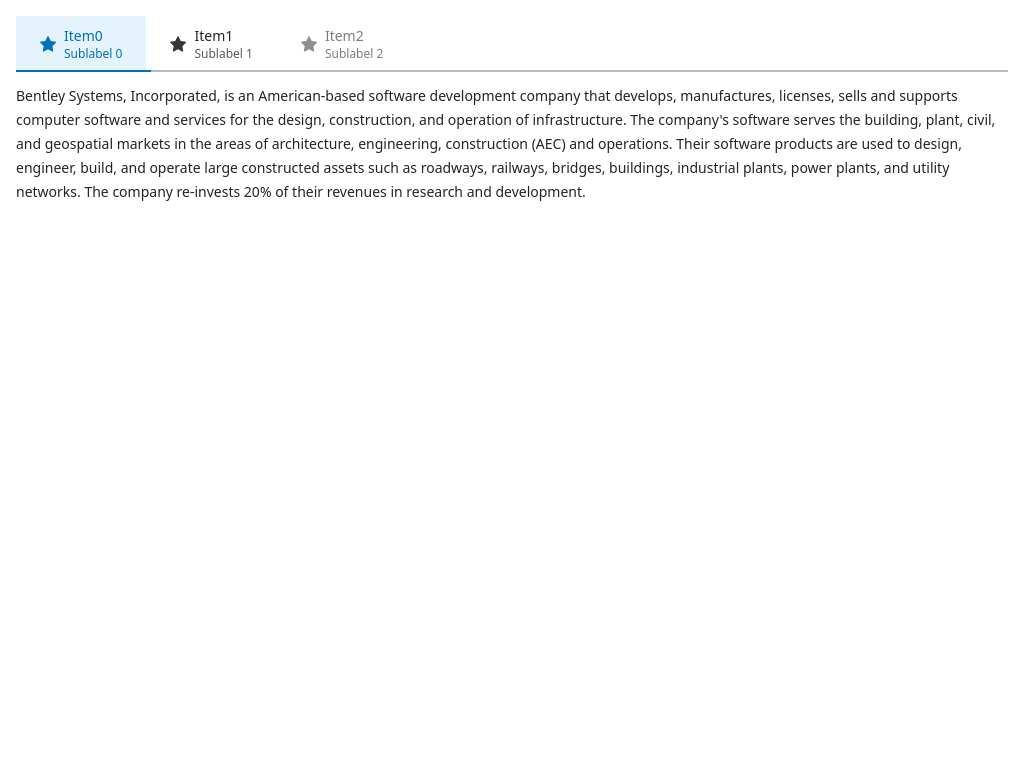 Item0
Sublabel 0
Item1
Sublabel 1
Item2
Sublabel 2
Bentley Systems, Incorporated, is an American-based software development company that develops, manufactures, licenses, sells and supports
computer software and services for the design, construction, and operation of infrastructure. The company's software serves the building, plant, civil,
and geospatial markets in the areas of architecture, engineering, construction (AEC) and operations. Their software products are used to design,
engineer, build, and operate large constructed assets such as roadways, railways, bridges, buildings, industrial plants, power plants, and utility
networks. The company re-invests 20% of their revenues in research and development.